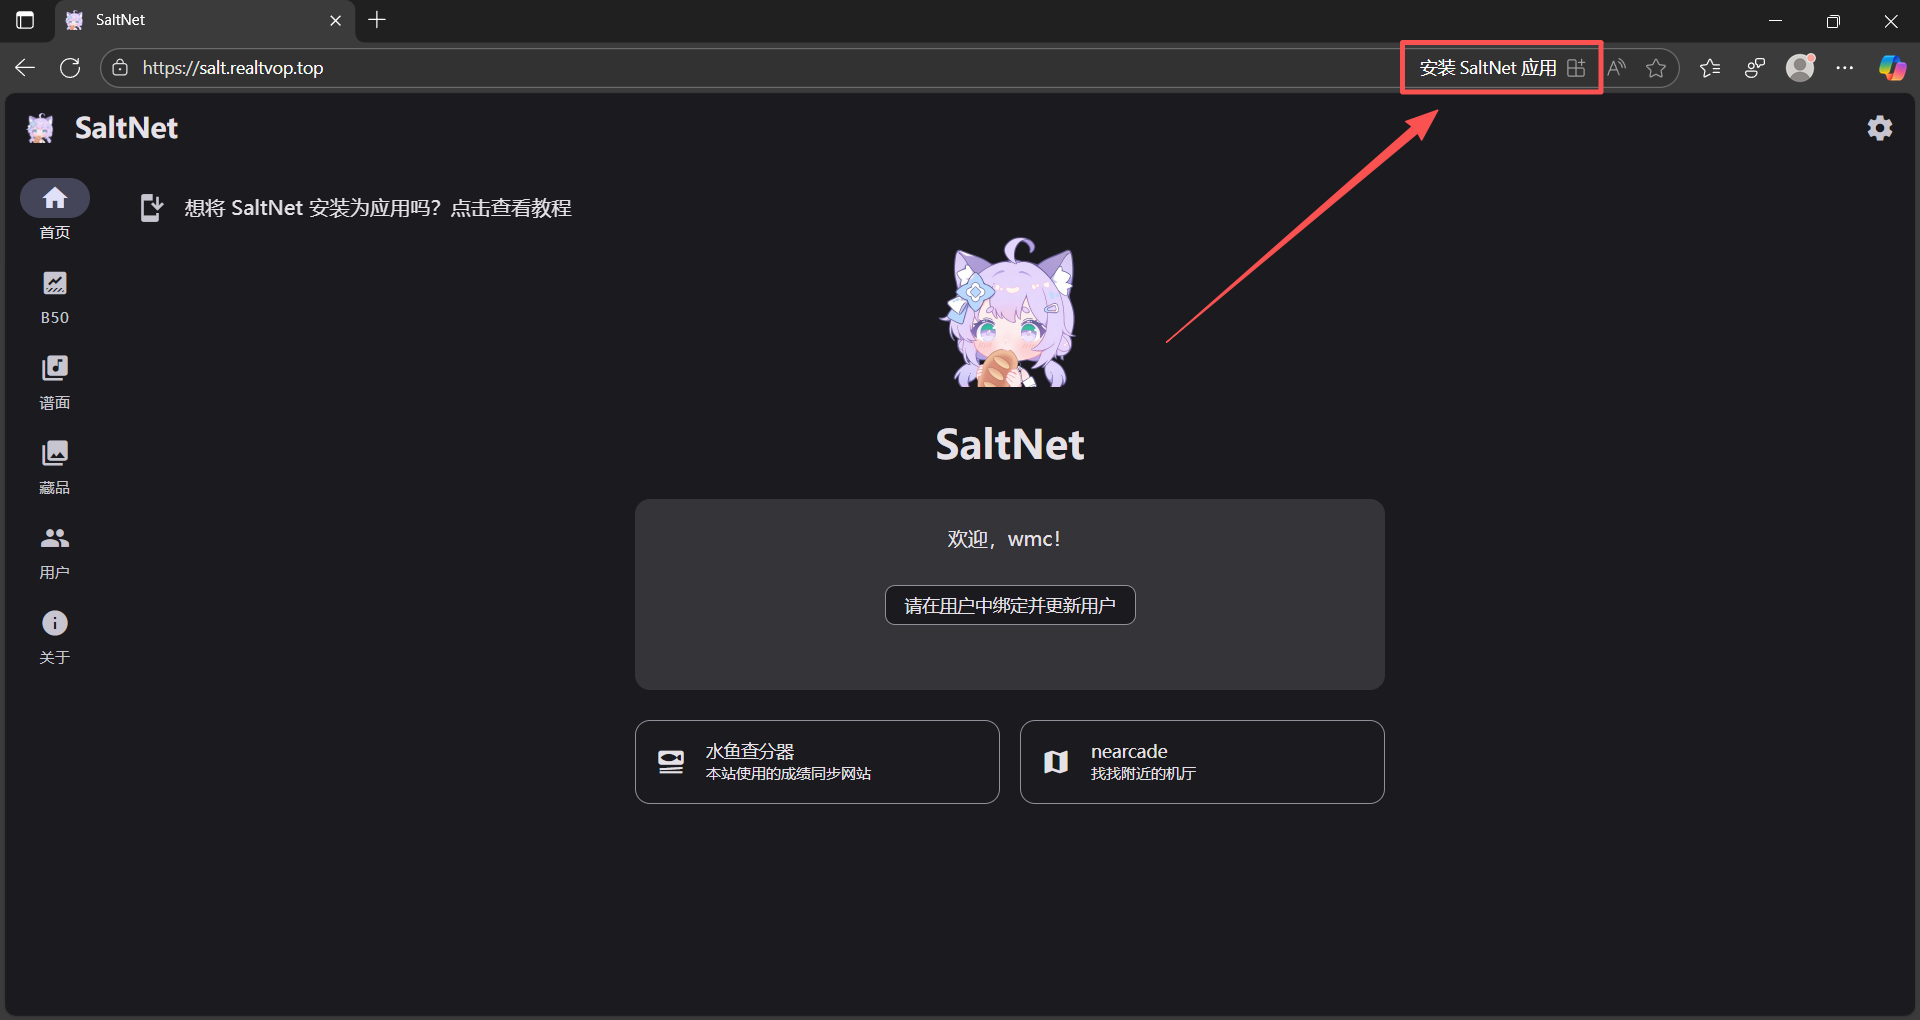 SaltNet
https://salt.realtvop.top
安装 SaltNet 应用
SaltNet
想将 SaltNet 安装为应用吗？点击查看教程
首页
B50
谱面
藏品
用户
关于
SaltNet
欢迎，wmc！
请在用户中绑定并更新用户
水鱼查分器
本站使用的成绩同步网站
nearcade
找找附近的机厅